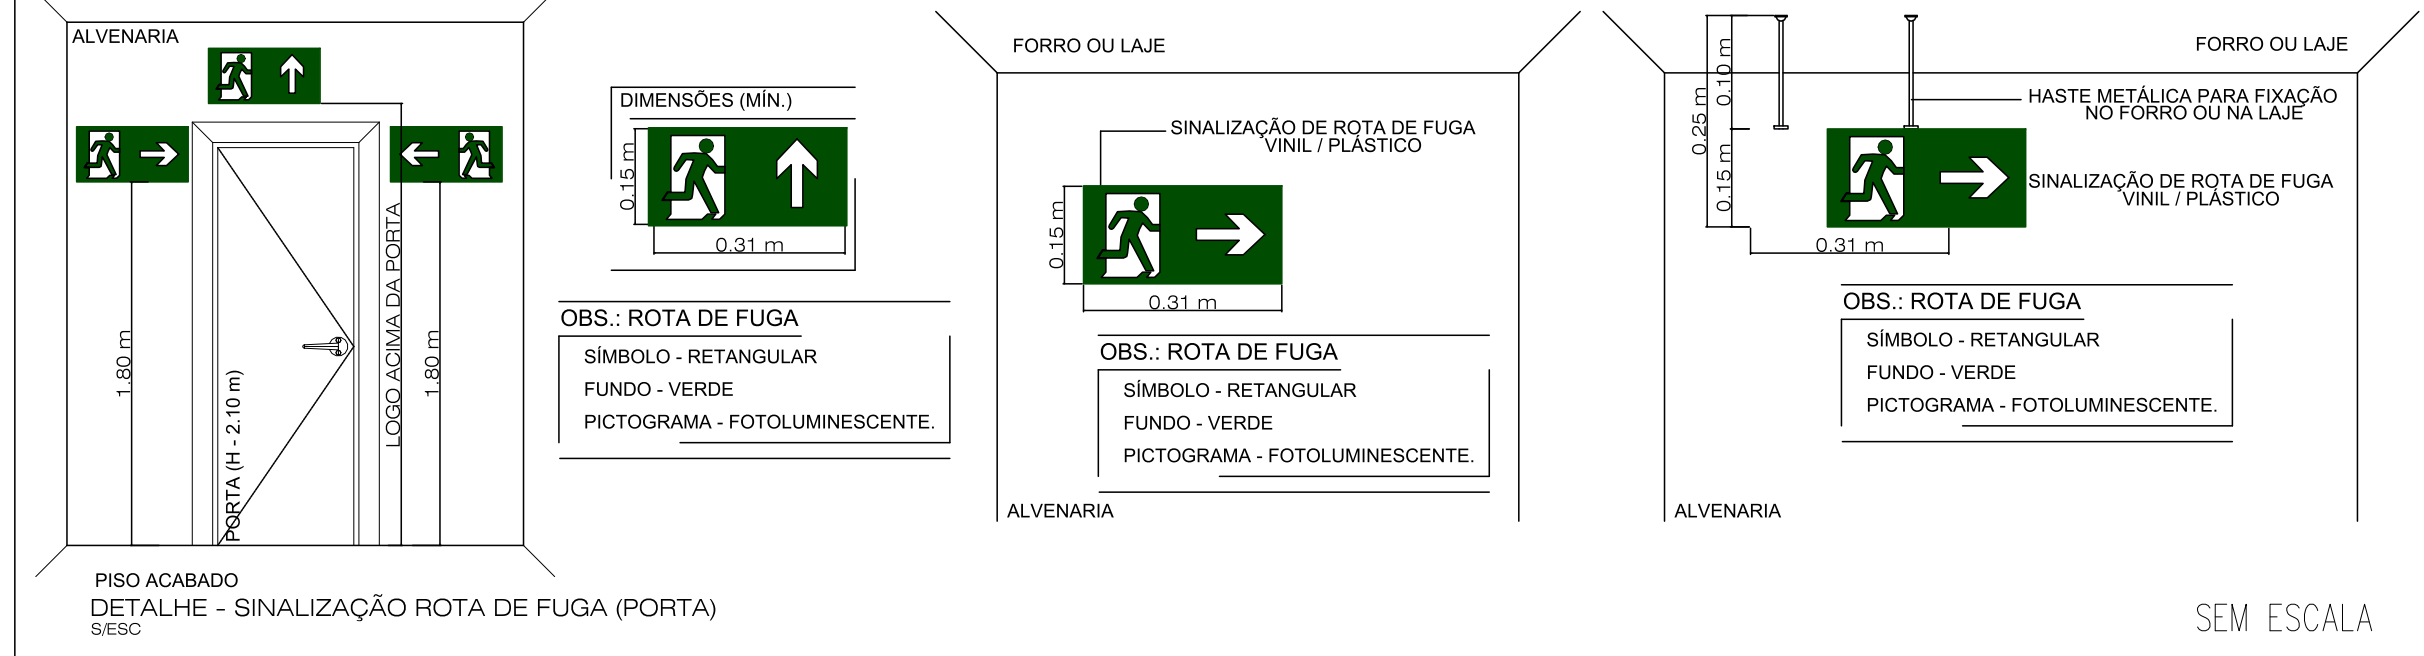 ALVENARIA
1.80 m
PORTA (H - 2.10 m)
LOGO ACIMA DA PORTA
1.80 m
PISO ACABADO
DETALHE - SINALIZAÇÃO ROTA DE FUGA (PORTA)
S/ESC
DIMENSÕES (MÍN.)
0.15 m
0.31 m
OBS.: ROTA DE FUGA
SÍMBOLO - RETANGULAR
FUNDO - VERDE
PICTOGRAMA - FOTOLUMINESCENTE.
FORRO OU LAJE
SINALIZAÇÃO DE ROTA DE FUGA
VINIL / PLÁSTICO
0.15 m
0.31 m
OBS.: ROTA DE FUGA
SÍMBOLO - RETANGULAR
FUNDO - VERDE
PICTOGRAMA - FOTOLUMINESCENTE.
ALVENARIA
FORRO OU LAJE
0.25 m
0.10 m
0.15 m
HASTE METÁLICA PARA FIXAÇÃO
NO FORRO OU NA LAJE
SINALIZAÇÃO DE ROTA DE FUGA
VINIL / PLÁSTICO
0.31 m
OBS.: ROTA DE FUGA
SÍMBOLO - RETANGULAR
FUNDO - VERDE
PICTOGRAMA - FOTOLUMINESCENTE.
ALVENARIA
SEM ESCALA